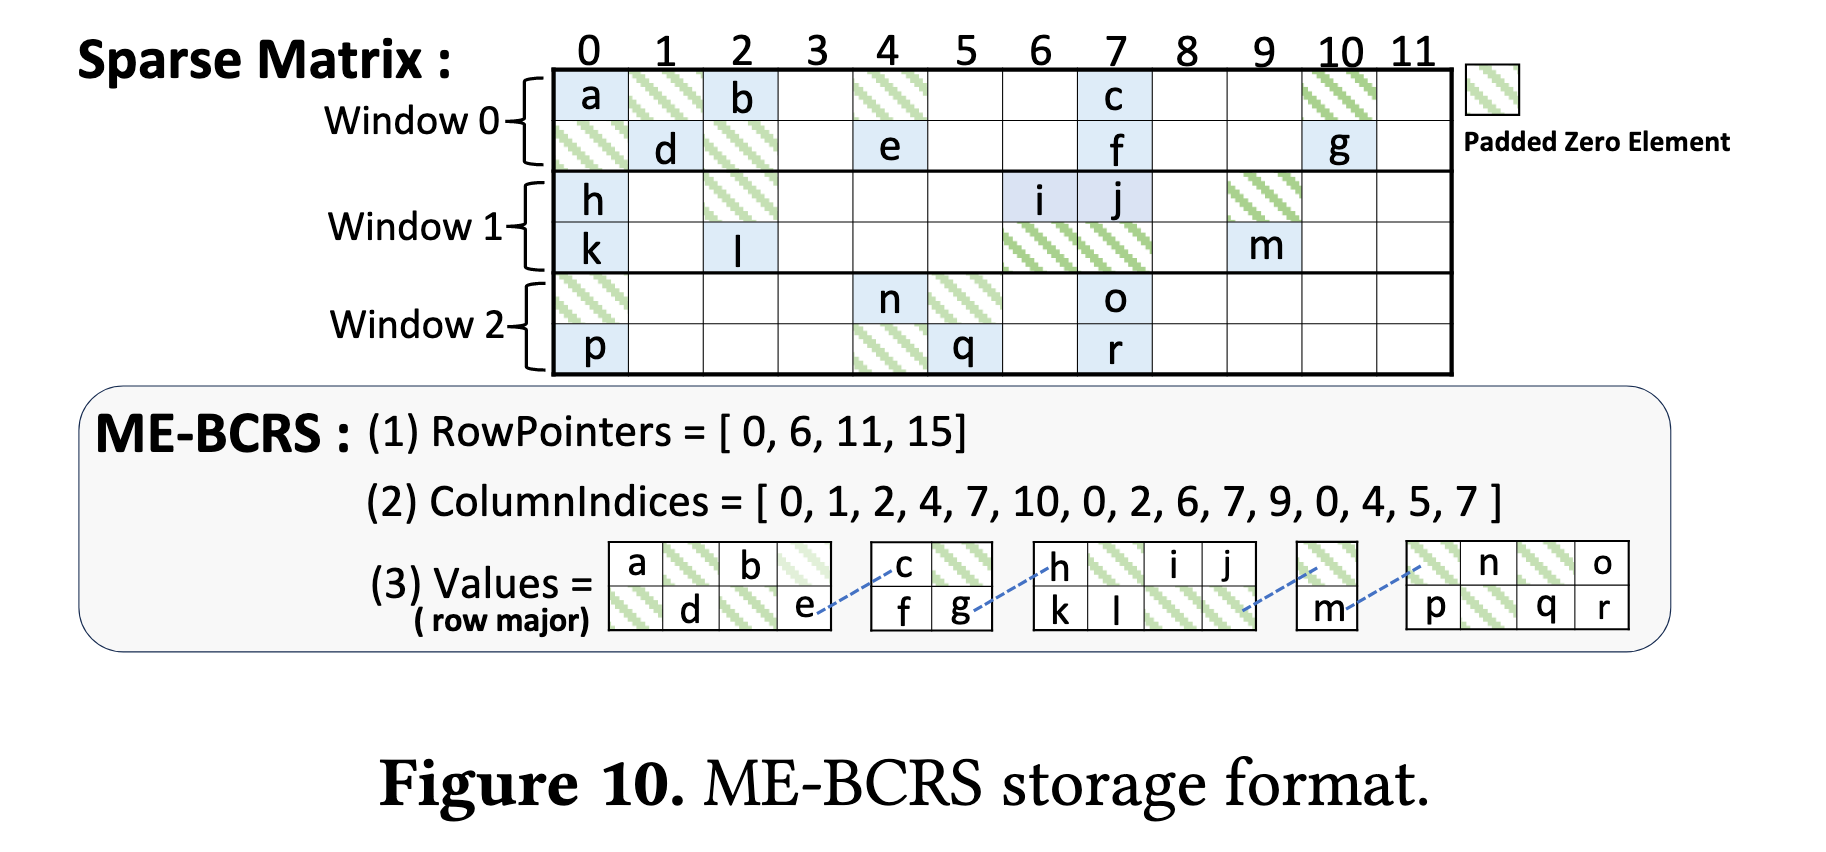 Sparse Matrix :
0 1 2 3 4 5 6 7 8 9 10 11
Window 0
a b c
d e f g
Padded Zero Element
Window 1
h i j
k l m
Window 2
n o
p q r
ME-BCRS : (1) RowPointers = [ 0, 6, 11, 15]
(2) ColumnIndices = [ 0, 1, 2, 4, 7, 10, 0, 2, 6, 7, 9, 0, 4, 5, 7 ]
(3) Values =
( row major)
a b c h i j n o
d e f g k l m p q r
Figure 10. ME-BCRS storage format.